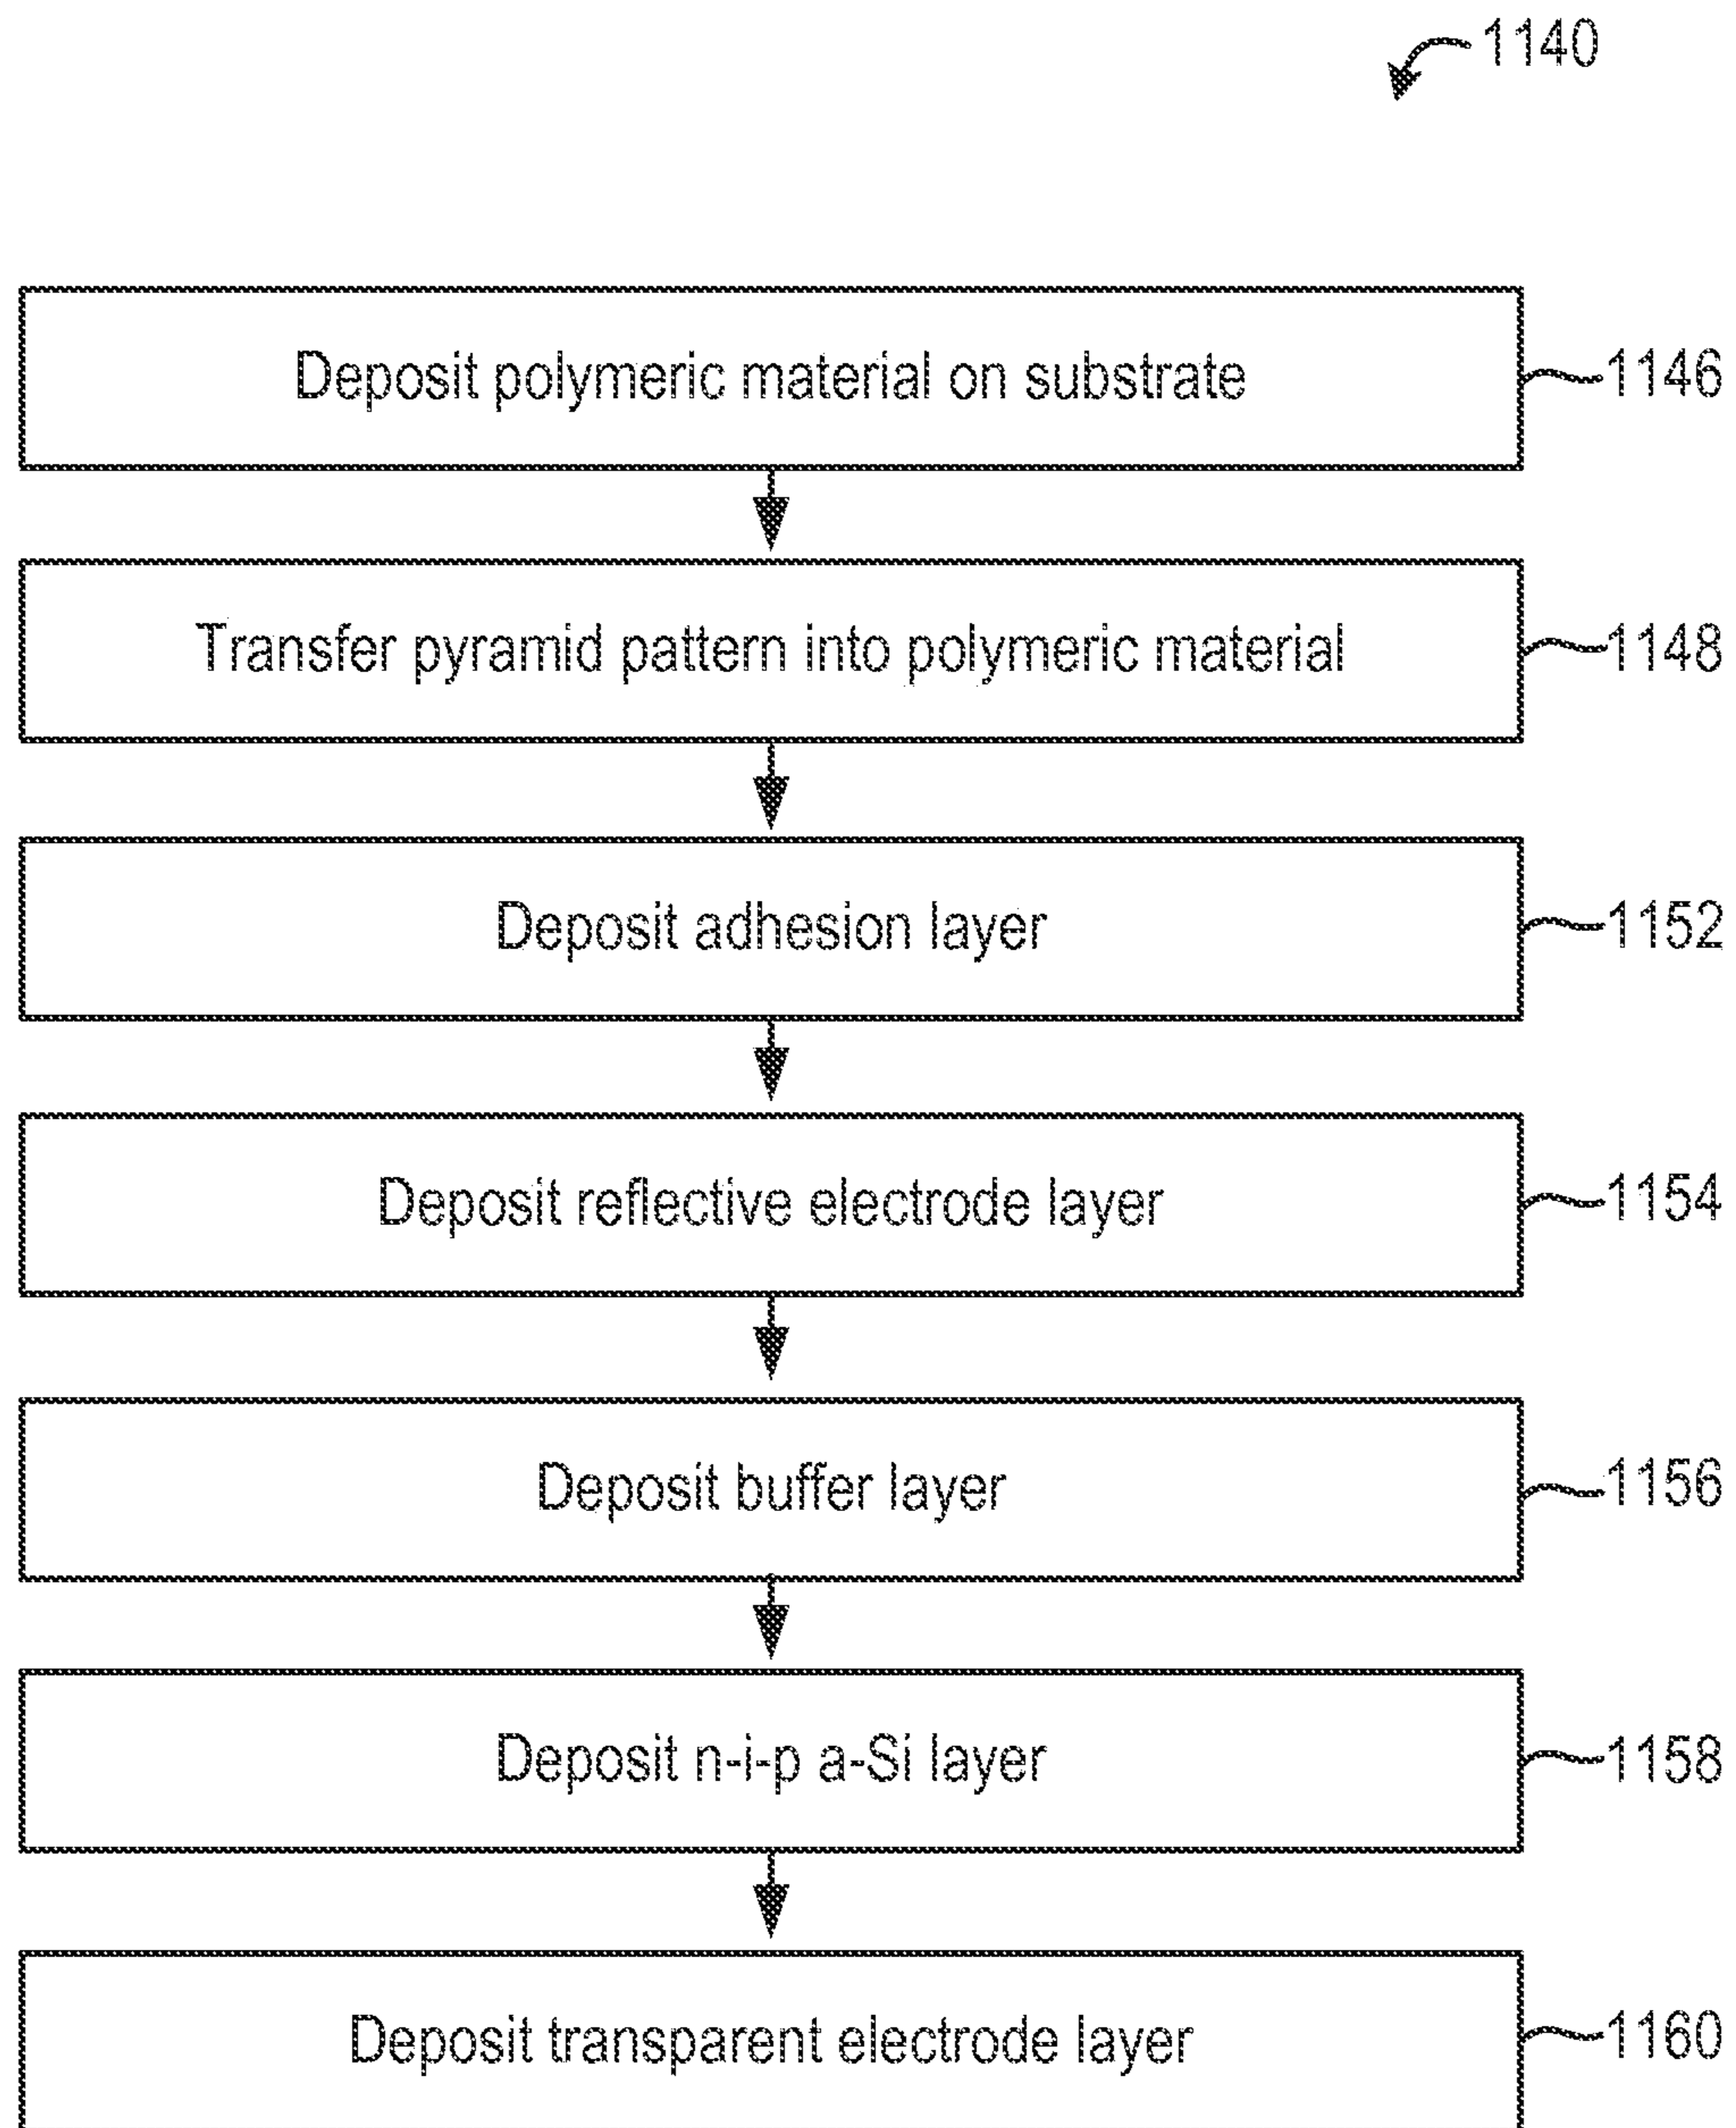 1140
Deposit polymeric material on substrate
1146
Transfer pyramid pattern into polymeric material
1148
Deposit adhesion layer
1152
Deposit reflective electrode layer
1154
Deposit buffer layer
1156
Deposit n-i-p a-Si layer
1158
Deposit transparent electrode layer
1160